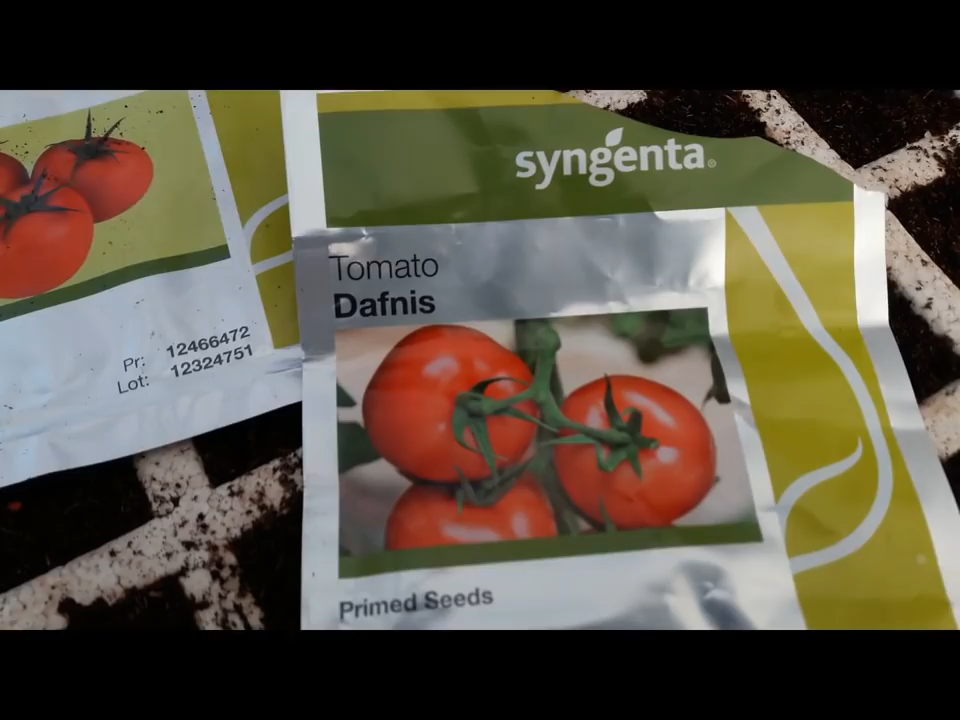 syngenta®
Tomato
Dafnis
Primed Seeds
Pr: 12466472
Lot: 12324751